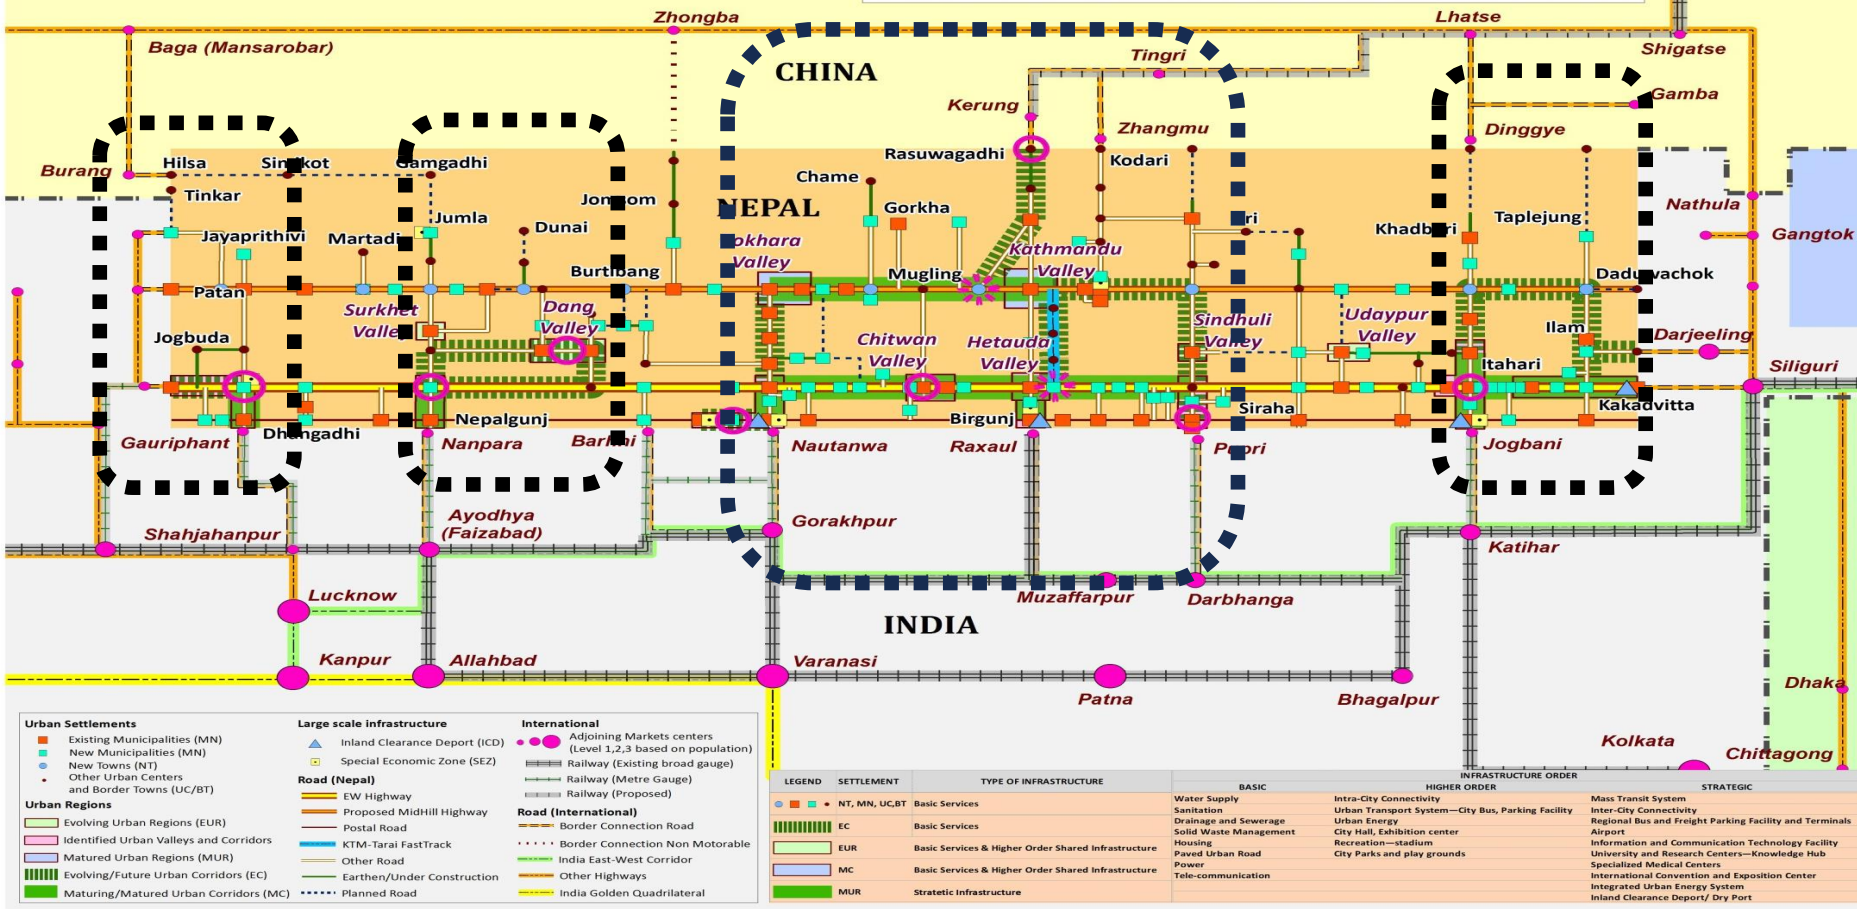 Zhongba
Lhatse
Baga (Mansarobar)
Shigatse
Tingri
CHINA
Kerung
Gamba
Zhangmu
Dinggye
Burang
Hilsa
Gamgadhi
Rasuwagadhi
Kodari
Tinkar
Chame
NEPAL
Gorkha
Nathula
Jumla
Dunai
Khadbari
Taplejung
Jayaprithivi
Martadi
Gangtok
okhara
Valley
Kathmandu
Valley
Burtibang
Mugling
Daduwachok
Patan
Surkhet
Valle
Dang
Valley
Sindhuli
Valley
Udaypur
Valley
Ilam
Jogbuda
Chitwan
Valley
Hetauda
Valley
Darjeeling
Itahari
Siliguri
Gauriphant
Dhangadhi
Nepalgunj
Birgunj
Siraha
Kakadvitta
Nanpara
Nautanwa
Raxaul
Jogbani
Shahjahanpur
Ayodhya
(Faizabad)
Gorakhpur
Katihar
Lucknow
Muzaffarpur
Darbhanga
INDIA
Kanpur
Allahbad
Varanasi
Patna
Bhagalpur
Dhaka
Kolkata
Chittagong
Urban Settlements
Existing Municipalities (MN)
New Municipalities (MN)
New Towns (NT)
Other Urban Centers
and Border Towns (UC/BT)
Urban Regions
Evolving Urban Regions (EUR)
Identified Urban Valleys and Corridors
Matured Urban Regions (MUR)
Evolving/Future Urban Corridors (EC)
Maturing/Matured Urban Corridors (MC)
Large scale infrastructure
Inland Clearance Deport (ICD)
Special Economic Zone (SEZ)
Road (Nepal)
EW Highway
Proposed MidHill Highway
Postal Road
KTM-Tarai FastTrack
Other Road
Earthen/Under Construction
Planned Road
International
Adjoining Markets centers
(Level 1,2,3 based on population)
Railway (Existing broad gauge)
Railway (Metre Gauge)
Railway (Proposed)
Road (International)
Border Connection Road
Border Connection Non Motorable
India East-West Corridor
Other Highways
India Golden Quadrilateral
LEGEND SETTLEMENT TYPE OF INFRASTRUCTURE
NT, MN, UC,BT Basic Services
EC Basic Services
EUR Basic Services & Higher Order Shared Infrastructure
MC Basic Services & Higher Order Shared Infrastructure
MUR Stratetic Infrastructure
INFRASTRUCTURE ORDER
BASIC HIGHER ORDER STRATEGIC
Water Supply Intra-City Connectivity Mass Transit System
Sanitation Urban Transport System—City Bus, Parking Facility Inter-City Connectivity
Drainage and Sewerage Urban Energy Regional Bus and Freight Parking Facility and Terminals
Solid Waste Management City Hall, Exhibition center Airport
Housing Recreation—stadium Information and Communication Technology Facility
Paved Urban Road City Parks and play grounds University and Research Centers—Knowledge Hub
Power Specialized Medical Centers
Tele-communication International Convention and Exposition Center
Integrated Urban Energy System
Inland Clearance Deport/ Dry Port